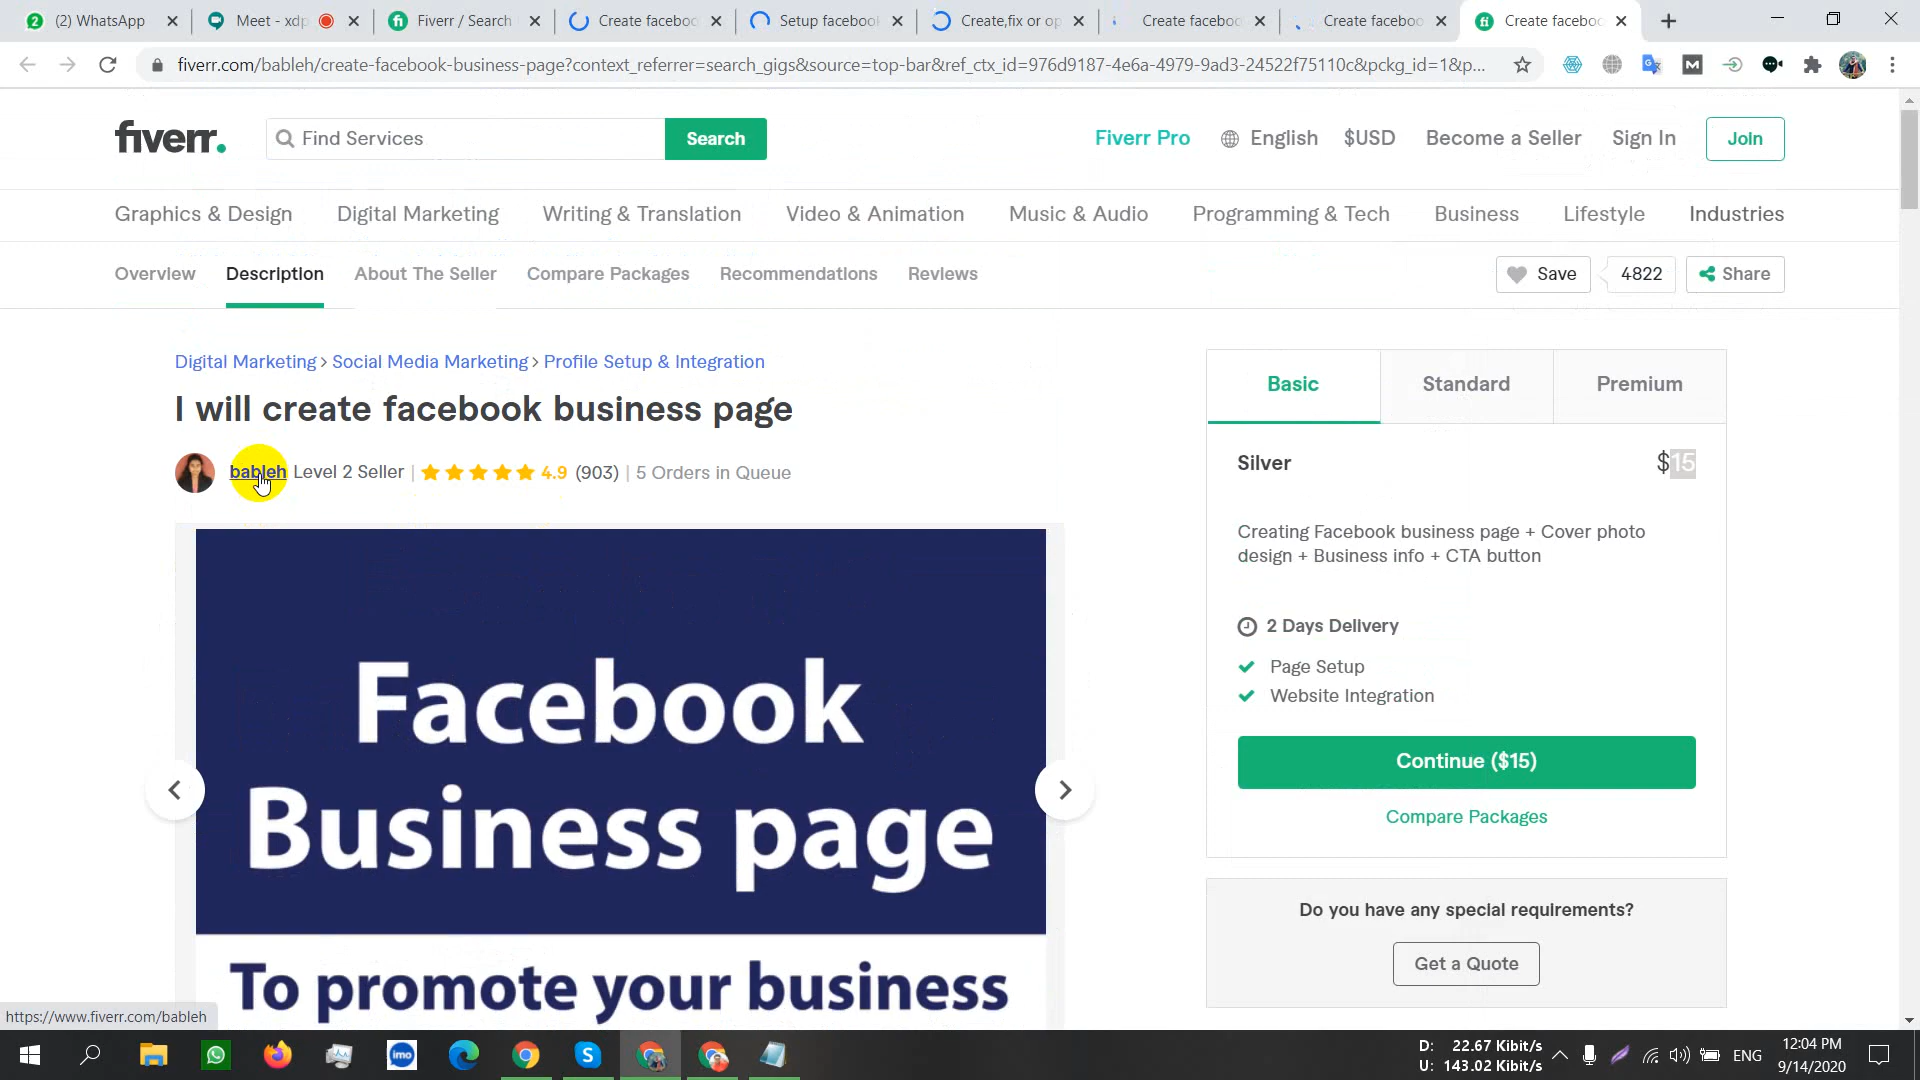 (2) WhatsApp
Meet - xdp
Fiverr / Search
Create faceboo
Setup facebook
Create,fix or op
Create faceboo
Create faceboo
Create faceboo
fiverr.com/bableh/create-facebook-business-page?context_referrer=search_gigs&source=top-bar&ref_ctx_id=976d9187-4e6a-4979-9ad3-24522f75110c&pckg_id=1&p...
fiverr.
Find Services
Search
Fiverr Pro
English
$USD
Become a Seller
Sign In
Join
Graphics & Design
Digital Marketing
Writing & Translation
Video & Animation
Music & Audio
Programming & Tech
Business
Lifestyle
Industries
Overview
Description
About The Seller
Compare Packages
Recommendations
Reviews
Save
4822
Share
Digital Marketing > Social Media Marketing > Profile Setup & Integration
I will create facebook business page
bableh Level 2 Seller | 4.9 (903) | 5 Orders in Queue
Facebook
Business page
To promote your business
Basic
Standard
Premium
Silver
$15
Creating Facebook business page + Cover photo
design + Business info + CTA button
2 Days Delivery
Page Setup
Website Integration
Continue ($15)
Compare Packages
Do you have any special requirements?
Get a Quote
https://www.fiverr.com/bableh
imo
D: 22.67 Kibit/s
U: 143.02 Kibit/s
ENG
12:04 PM
9/14/2020